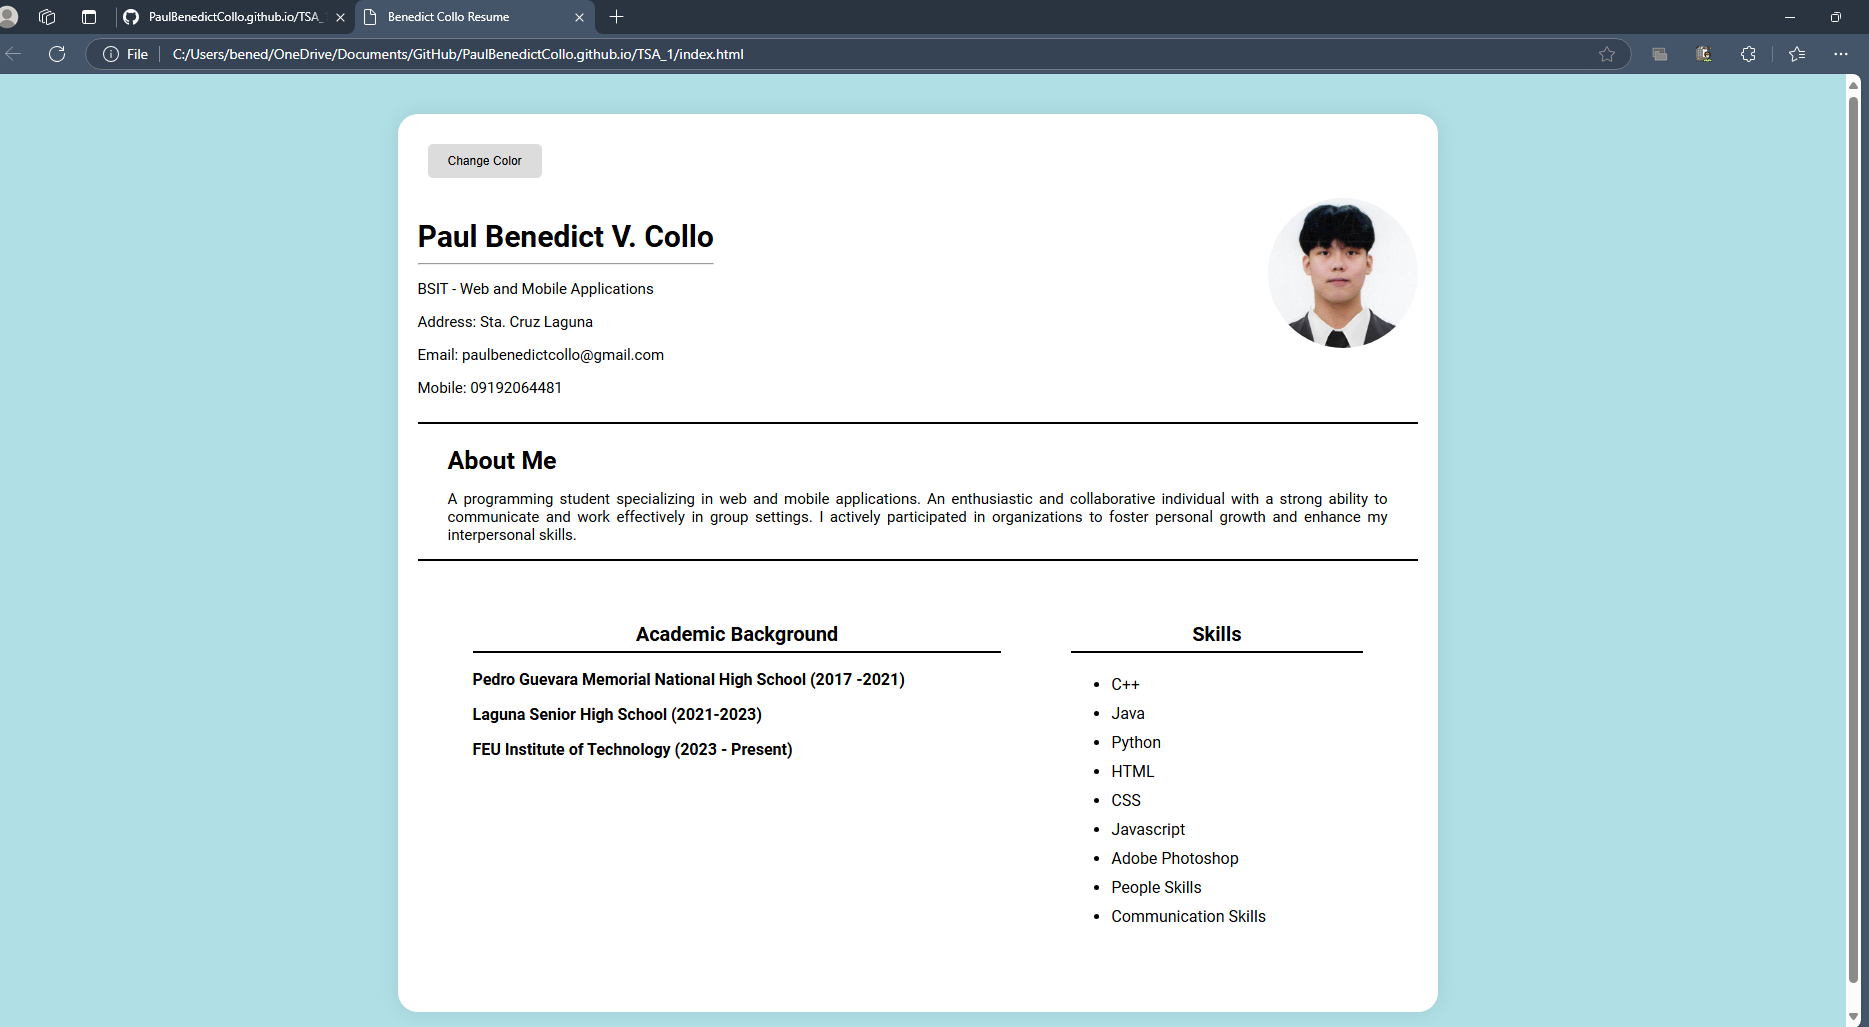 PaulBenedictCollo.github.io/TSA_
Benedict Collo Resume
File
C:/Users/bened/OneDrive/Documents/GitHub/PaulBenedictCollo.github.io/TSA_1/index.html
Change Color
Paul Benedict V. Collo
BSIT - Web and Mobile Applications
Address: Sta. Cruz Laguna
Email: paulbenedictcollo@gmail.com
Mobile: 09192064481
About Me
A programming student specializing in web and mobile applications. An enthusiastic and collaborative individual with a strong ability to
communicate and work effectively in group settings. I actively participated in organizations to foster personal growth and enhance my
interpersonal skills.
Academic Background
Pedro Guevara Memorial National High School (2017 -2021)
Laguna Senior High School (2021-2023)
FEU Institute of Technology (2023 - Present)
Skills
C++
Java
Python
HTML
CSS
Javascript
Adobe Photoshop
People Skills
Communication Skills